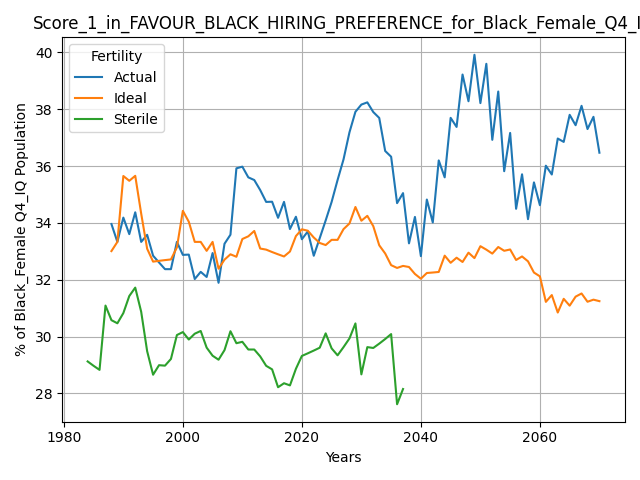 Score_1_in_FAVOUR_BLACK_HIRING_PREFERENCE_for_Black_Female_Q4_I
Fertility
Actual
Ideal
Sterile
40
38
36
34
32
30
28
% of Black_Female Q4_IQ Population
1980
2000
2020
2040
2060
Years